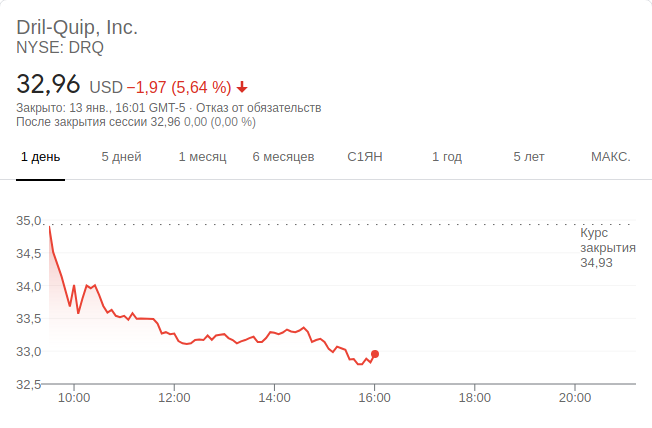 Dril-Quip, Inc.
NYSE: DRQ
32,96 USD −1,97 (5,64 %)
Закрыто: 13 янв., 16:01 GMT-5 · Отказ от обязательств
После закрытия сессии 32,96 0,00 (0,00 %)
1 день 5 дней 1 месяц 6 месяцев С1ЯН 1 год 5 лет МАКС.
35,0
Курс
закрытия
34,93
34,5
34,0
33,5
33,0
32,5
10:00 12:00 14:00 16:00 18:00 20:00